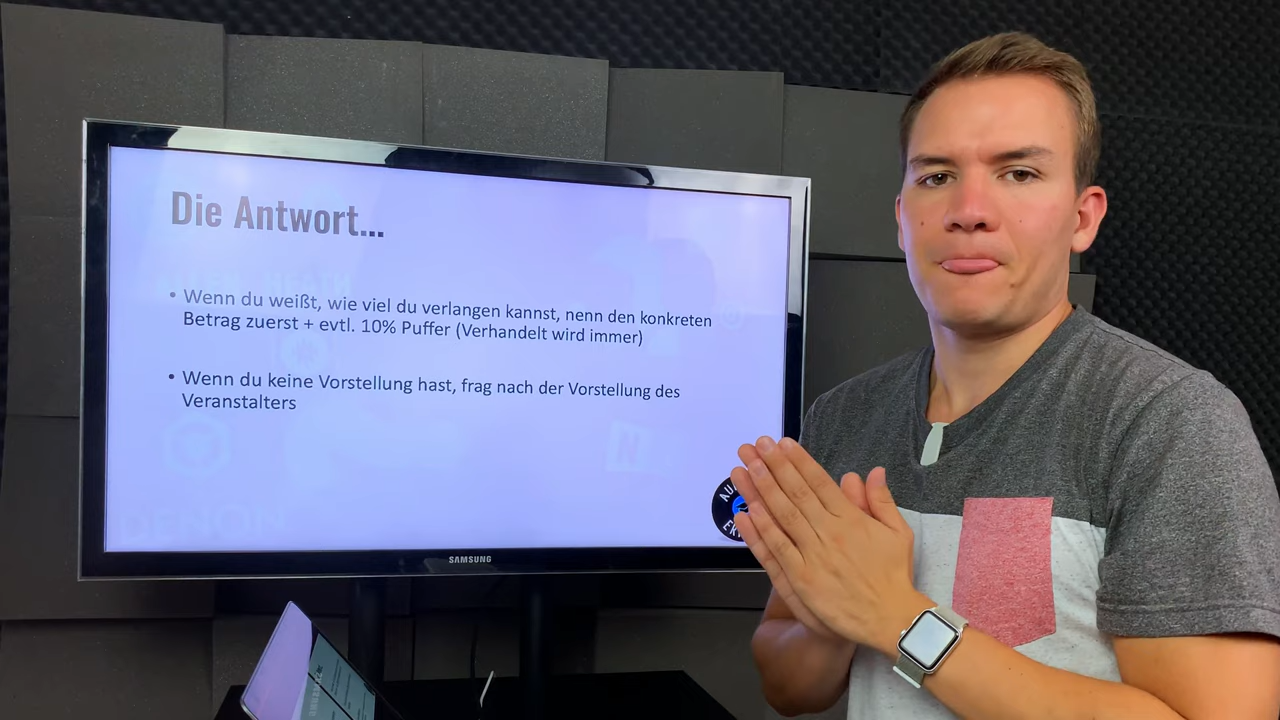 Die Antwort...
• Wenn du weißt, wie viel du verlangen kannst, nenn den konkreten
Betrag zuerst + evtl. 10% Puffer (Verhandelt wird immer)
• Wenn du keine Vorstellung hast, frag nach der Vorstellung des
Veranstalters
DENON
SAMSUNG